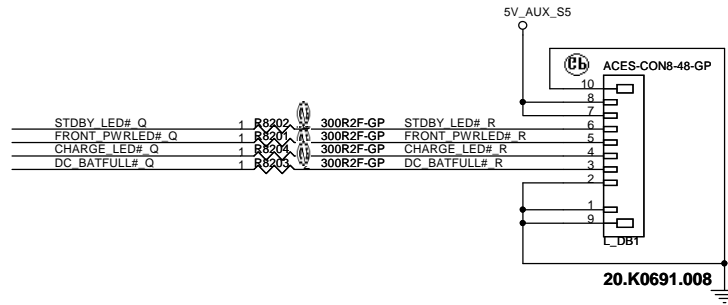 5V_AUX_S5
ACES-CON8-48-GP
10
8
7
STDBY_LED#_Q 1 R8202 300R2F-GP STDBY_LED#_R 6
FRONT_PWRLED#_Q 1 R8201 300R2F-GP FRONT_PWRLED#_R 5
CHARGE_LED#_Q 1 R8204 300R2F-GP CHARGE_LED#_R 4
DC_BATFULL#_Q 1 R8203 300R2F-GP DC_BATFULL#_R 3
2
1
9
L_DB1
20.K0691.008